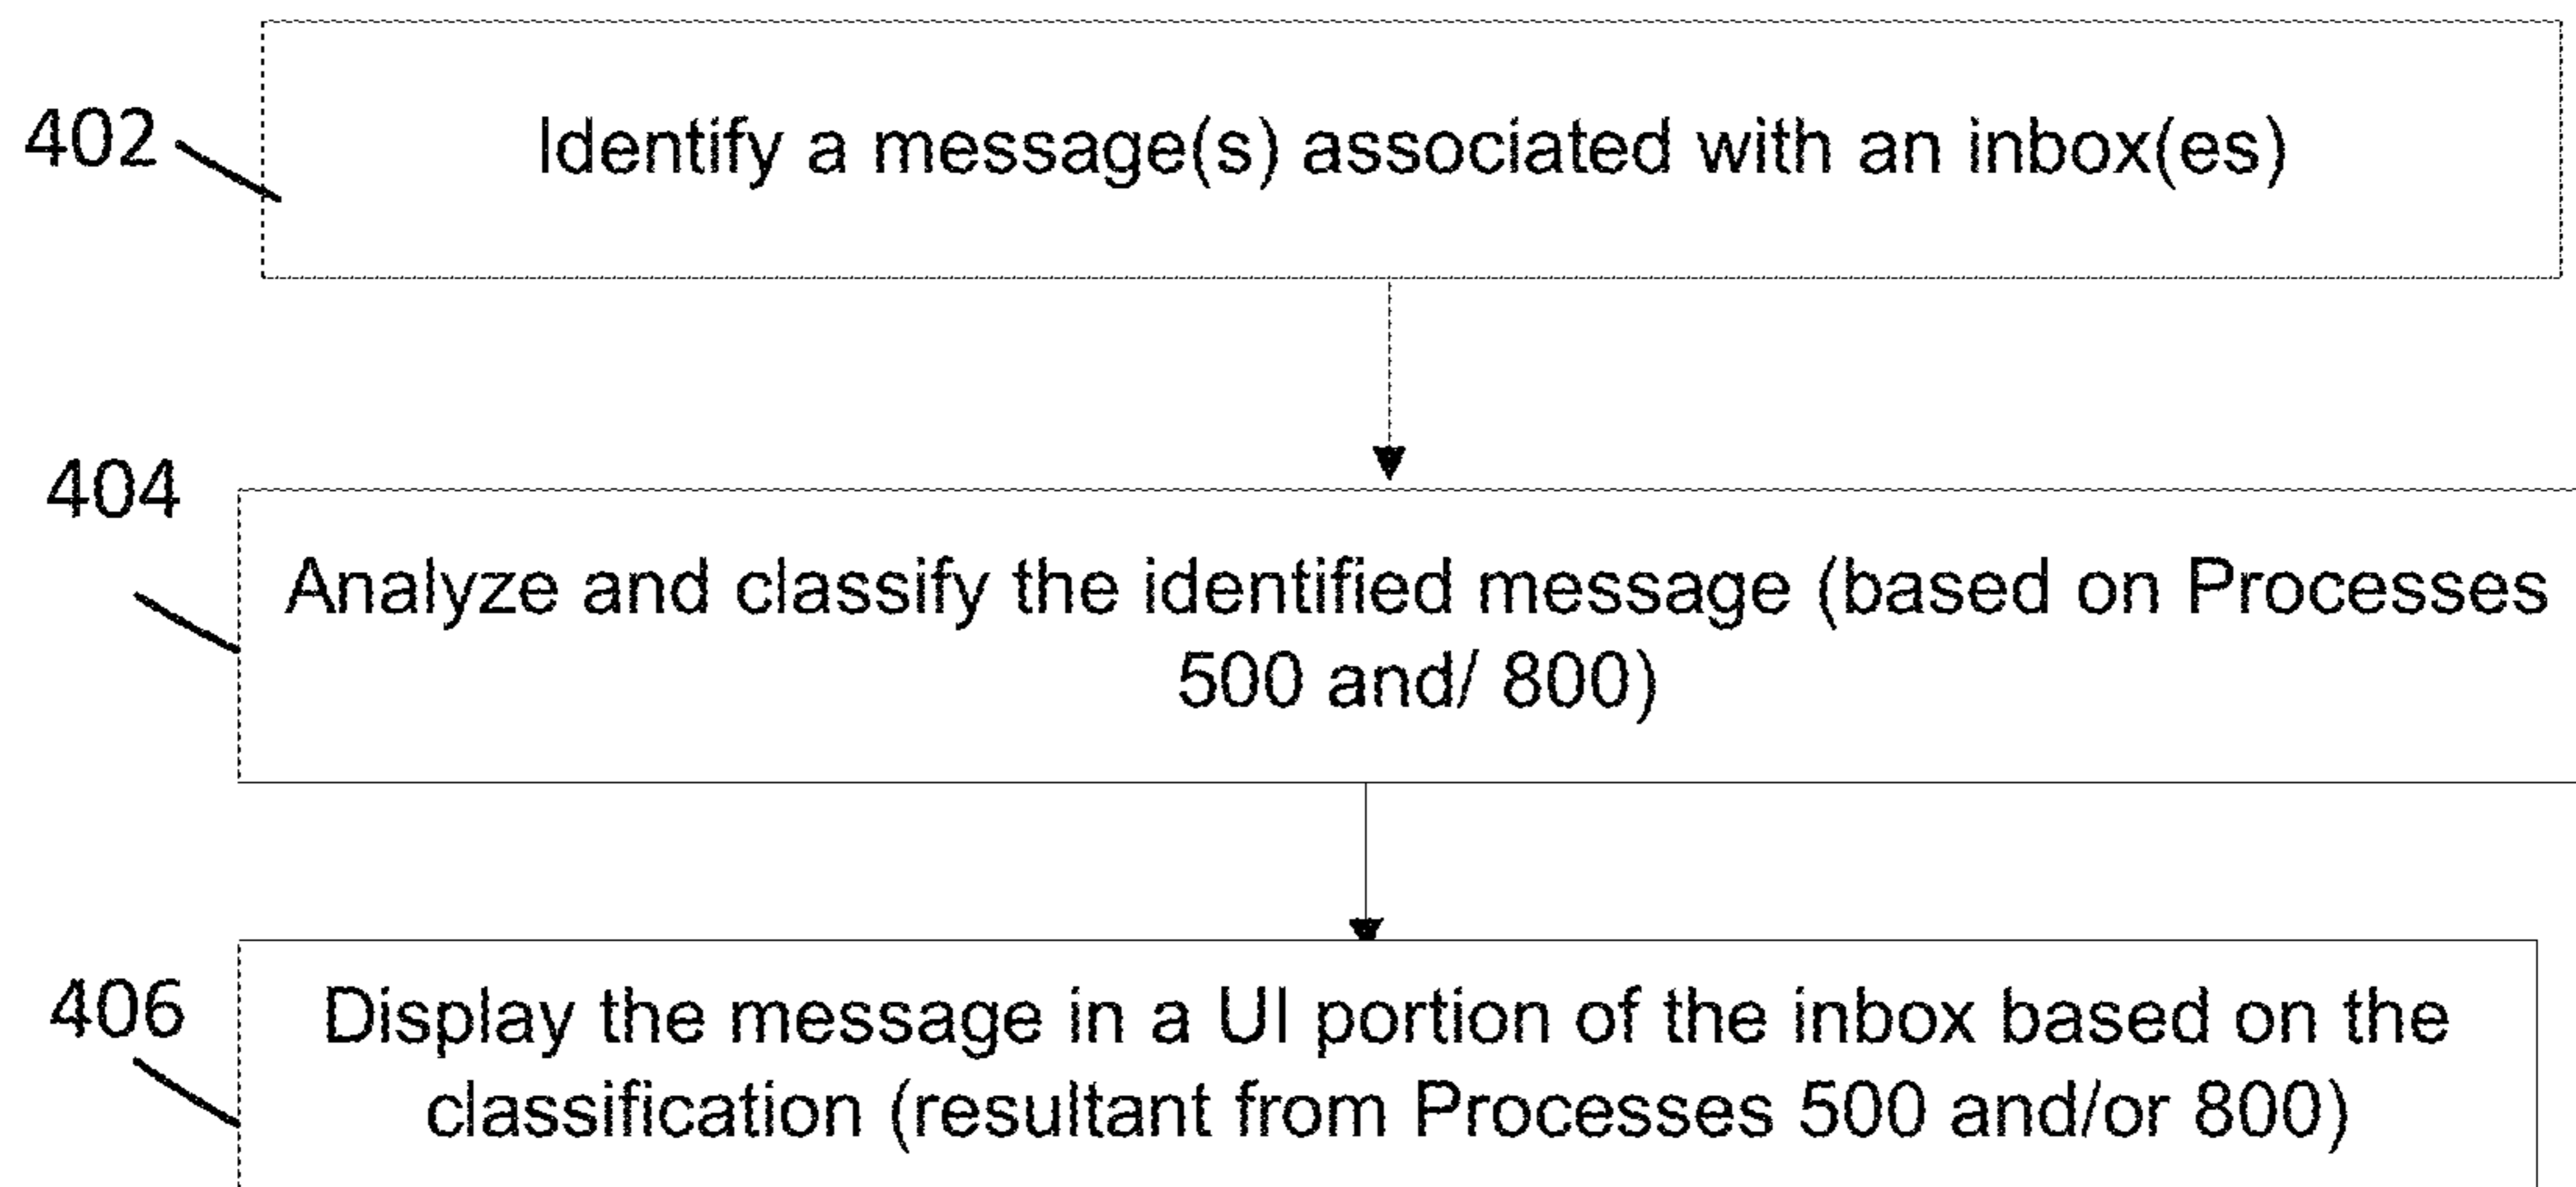 402
Identify a message(s) associated with an inbox(es)
404
Analyze and classify the identified message (based on Processes
500 and/ 800)
406
Display the message in a UI portion of the inbox based on the
classification (resultant from Processes 500 and/or 800)